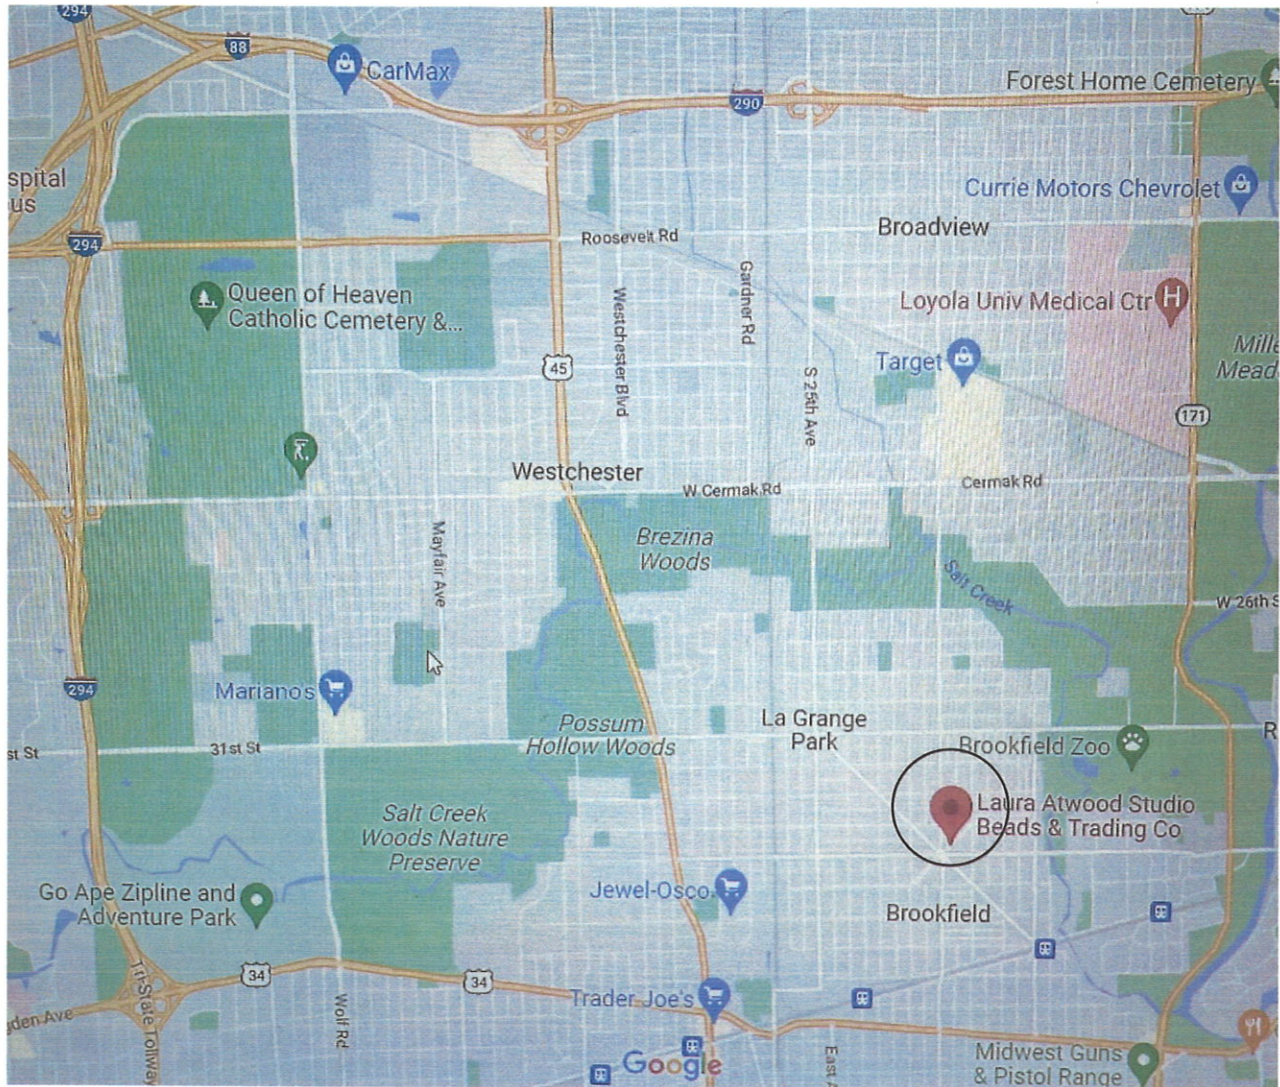 294
88
CarMax
290
Forest Home Cemetery
spital
us
Currie Motors Chevrolet
Broadview
Roosevelt Rd
294
Queen of Heaven
Catholic Cemetery &...
Westchester Blvd
Gardner Rd
Loyola Univ Medical Ctr
H
Mille
Mead
Target
45
S 25th Ave
171
Westchester
W Cermak Rd
Cermak Rd
Mayfair Ave
Brezina
Woods
Salt Creek
W 26th S
294
Marianos
La Grange
Park
Possum
Hollow Woods
st St
31st St
Brookfield Zoo
R
Laura Atwood Studio
Beads & Trading Co
Salt Creek
Woods Nature
Preserve
Go Ape Zipline and
Adventure Park
Jewel-Osco
Brookfield
34
34
Tri-State Tollway
Wolf Rd
Trader Joe's
gden Ave
East A
Google
Midwest Guns
& Pistol Range